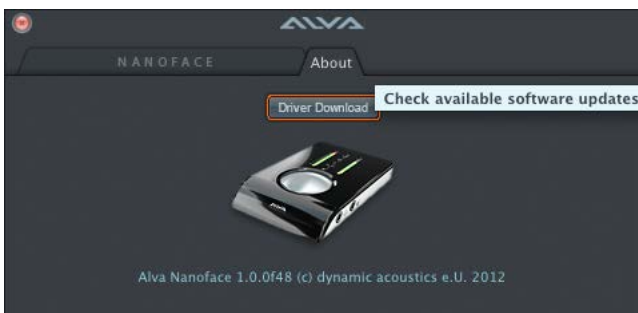 ALVA
NANOFACE
About
Driver Download
Check available software updates
Alva Nanoface 1.0.0f48 (c) dynamic acoustics e.U. 2012